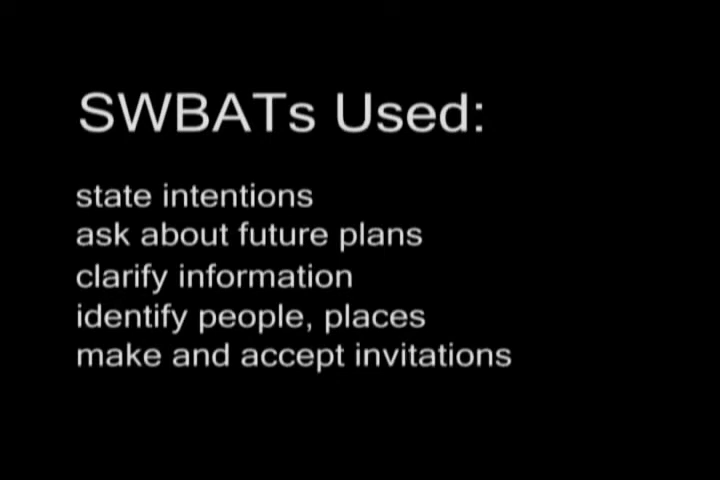 SWBATs Used:
state intentions
ask about future plans
clarify information
identify people, places
make and accept invitations